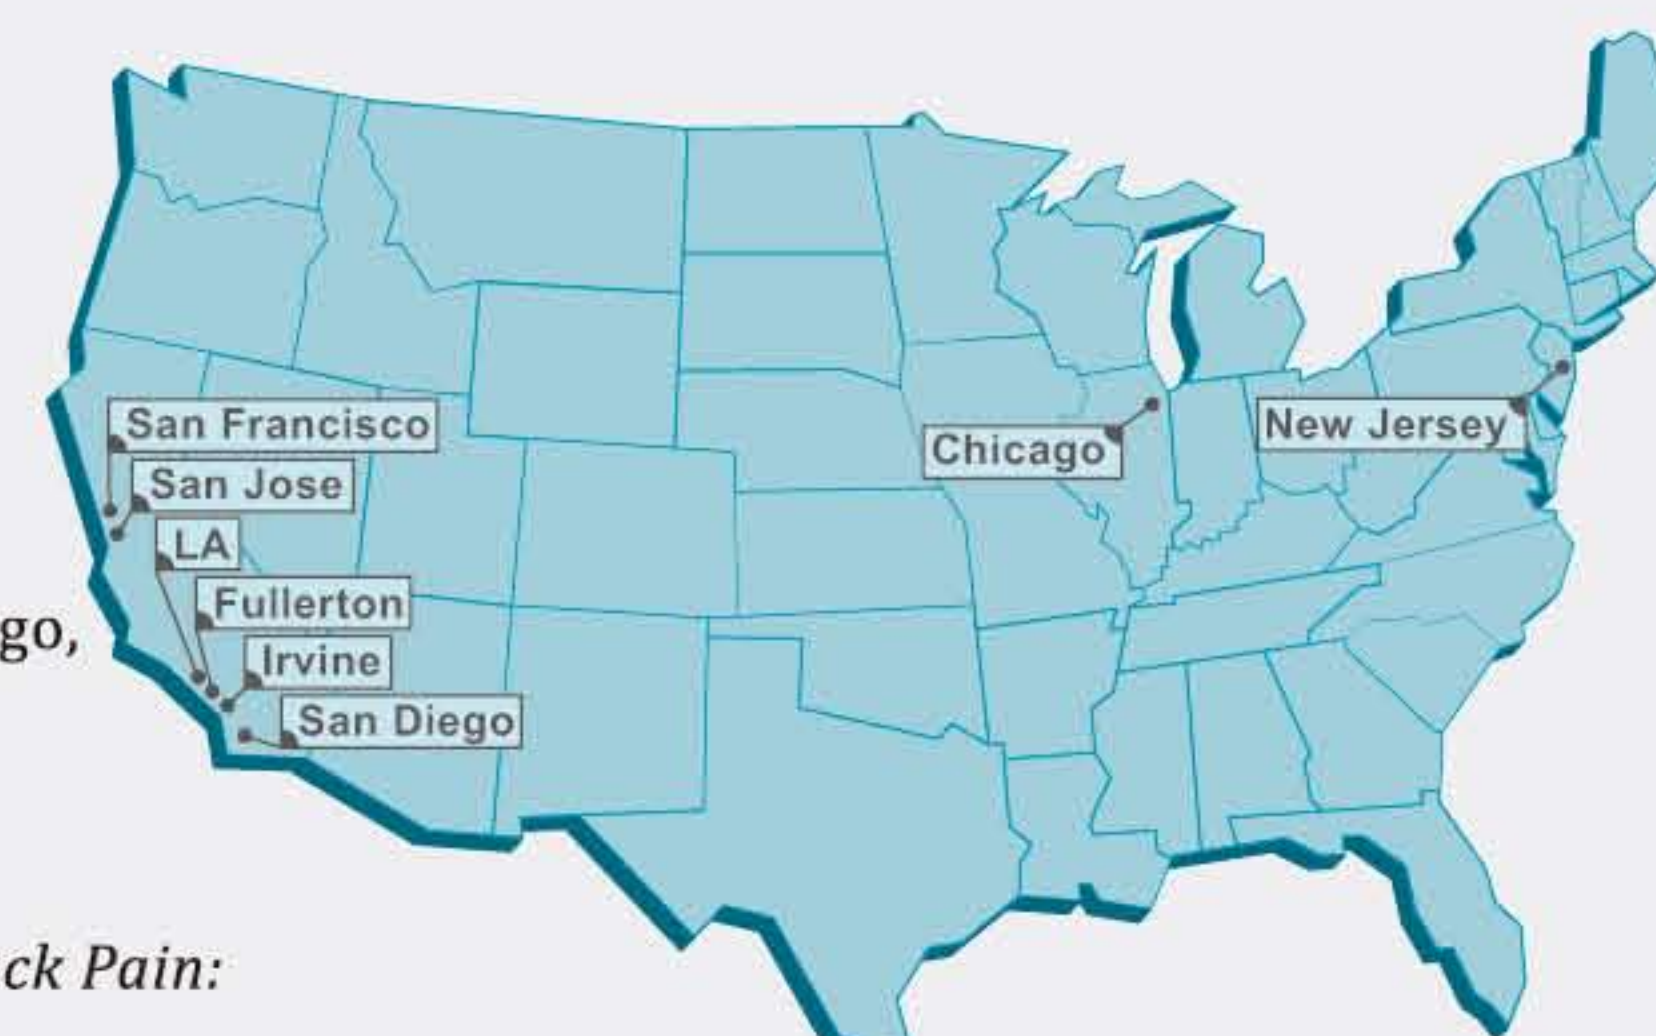 San Francisco
San Jose
LA
Fullerton
Irvine
San Diego
Chicago
New Jersey
go,
ck Pain: